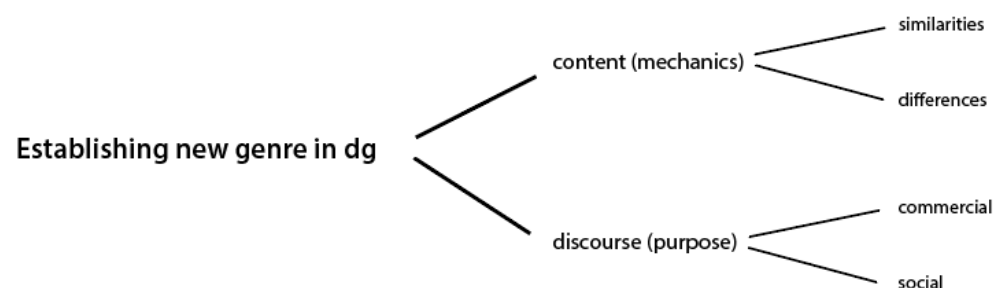 similarities
content (mechanics)
differences
Establishing new genre in dg
commercial
discourse (purpose)
social